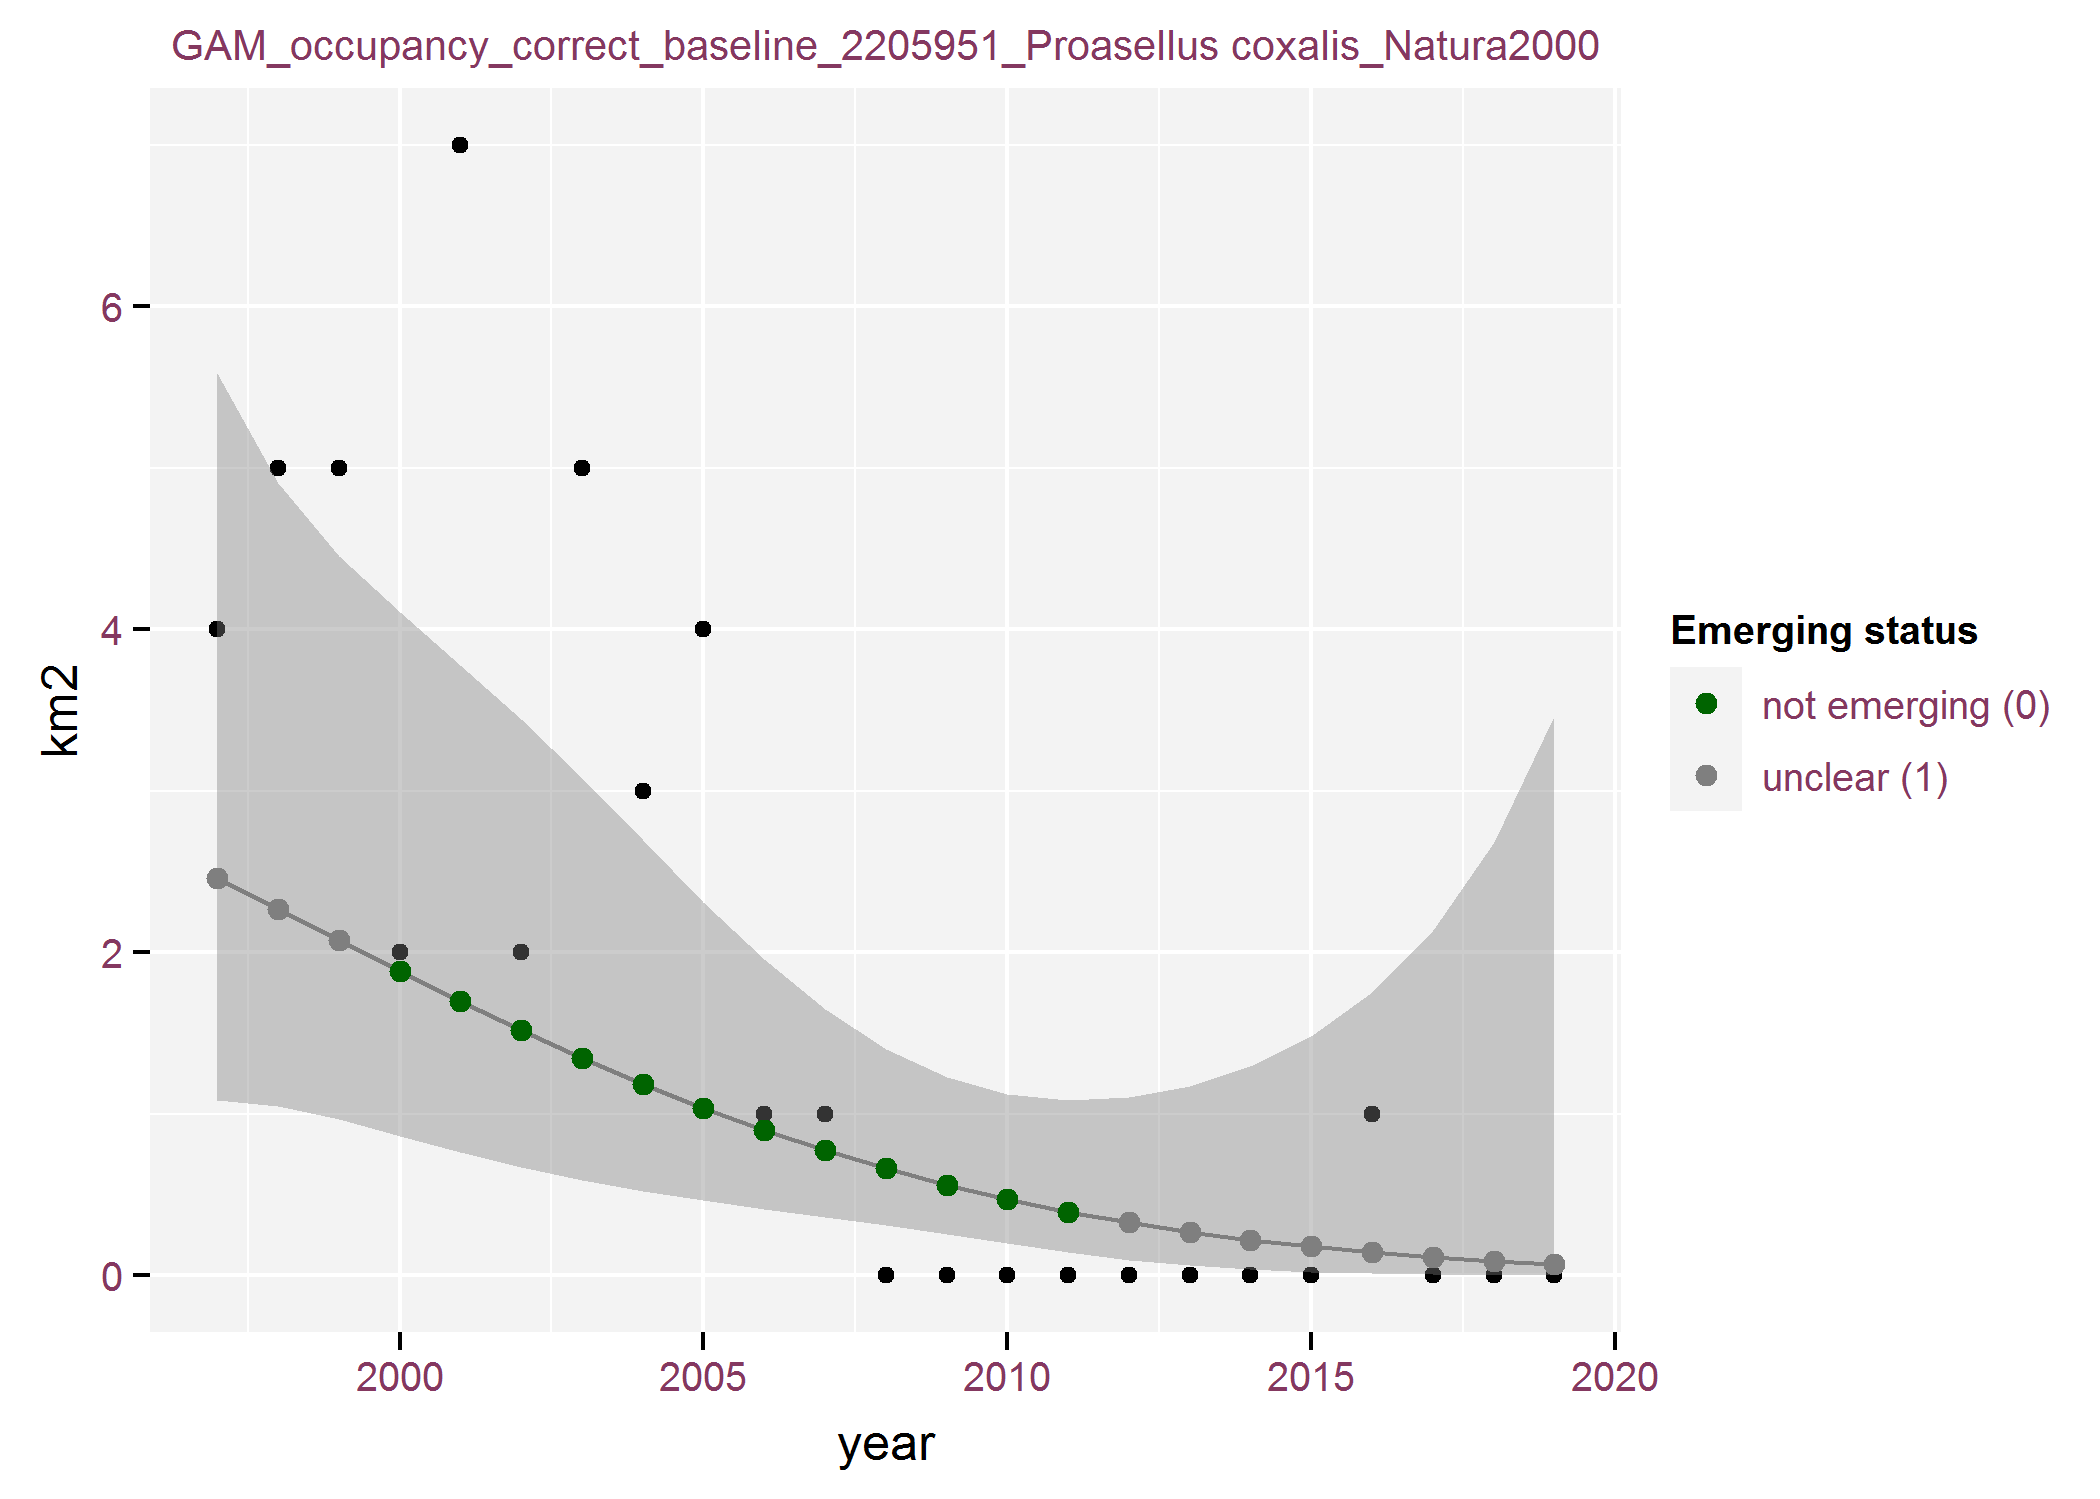 GAM_occupancy_correct_baseline_2205951_Proasellus coxalis_Natura2000
6
4
2
0
km2
2000 2005 2010 2015 2020
year
Emerging status
not emerging (0)
unclear (1)